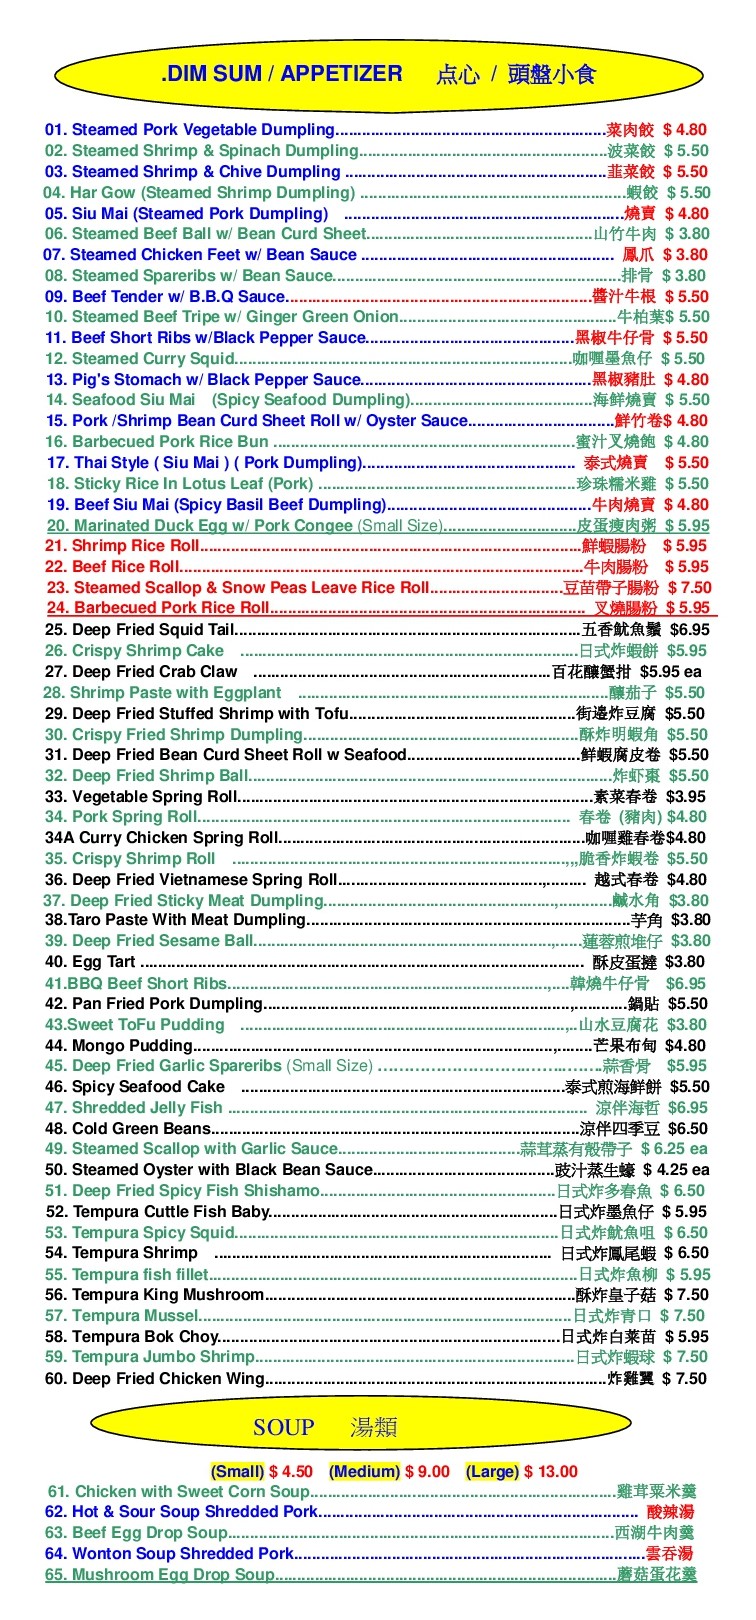 .DIM SUM / APPETIZER 点心 / 頭盤小食
01. Steamed Pork Vegetable Dumpling..........菜肉餃 $ 4.80
02. Steamed Shrimp & Spinach Dumpling..........波菜餃 $ 5.50
03. Steamed Shrimp & Chive Dumpling ..........韮菜餃 $ 5.50
04. Har Gow (Steamed Shrimp Dumpling) ..........蝦餃 $ 5.50
05. Siu Mai (Steamed Pork Dumpling) ..........燒賣 $ 4.80
06. Steamed Beef Ball w/ Bean Curd Sheet..........山竹牛肉 $ 3.80
07. Steamed Chicken Feet w/ Bean Sauce .......... 鳳爪 $ 3.80
08. Steamed Spareribs w/ Bean Sauce..........排骨 $ 3.80
09. Beef Tender w/ B.B.Q Sauce..........醬汁牛根 $ 5.50
10. Steamed Beef Tripe w/ Ginger Green Onion..........牛柏葉$ 5.50
11. Beef Short Ribs w/Black Pepper Sauce..........黑椒牛仔骨 $ 5.50
12. Steamed Curry Squid..........咖喱墨魚仔 $ 5.50
13. Pig's Stomach w/ Black Pepper Sauce..........黑椒豬肚 $ 4.80
14. Seafood Siu Mai (Spicy Seafood Dumpling)..........海鮮燒賣 $ 5.50
15. Pork /Shrimp Bean Curd Sheet Roll w/ Oyster Sauce..........鮮竹卷$ 4.80
16. Barbecued Pork Rice Bun ..........蜜汁叉燒飽 $ 4.80
17. Thai Style ( Siu Mai ) ( Pork Dumpling).......... 泰式燒賣 $ 5.50
18. Sticky Rice In Lotus Leaf (Pork) ..........珍珠糯米雞 $ 5.50
19. Beef Siu Mai (Spicy Basil Beef Dumpling)..........牛肉燒賣 $ 4.80
20. Marinated Duck Egg w/ Pork Congee (Small Size)..........皮蛋瘦肉粥 $ 5.95
21. Shrimp Rice Roll..........鮮蝦腸粉 $ 5.95
22. Beef Rice Roll..........牛肉腸粉 $ 5.95
23. Steamed Scallop & Snow Peas Leave Rice Roll..........豆苗帶子腸粉 $ 7.50
24. Barbecued Pork Rice Roll.......... 叉燒腸粉 $ 5.95
25. Deep Fried Squid Tail..........五香魷魚鬚 $6.95
26. Crispy Shrimp Cake ..........日式炸蝦餅 $5.95
27. Deep Fried Crab Claw ..........百花釀蟹拑 $5.95 ea
28. Shrimp Paste with Eggplant ..........釀茄子 $5.50
29. Deep Fried Stuffed Shrimp with Tofu..........街邊炸豆腐 $5.50
30. Crispy Fried Shrimp Dumpling..........酥炸明蝦角 $5.50
31. Deep Fried Bean Curd Sheet Roll w Seafood..........鮮蝦腐皮卷 $5.50
32. Deep Fried Shrimp Ball..........炸虾棗 $5.50
33. Vegetable Spring Roll..........素菜春卷 $3.95
34. Pork Spring Roll.......... 春卷 (豬肉) $4.80
34A Curry Chicken Spring Roll..........咖喱雞春卷$4.80
35. Crispy Shrimp Roll ..........脆香炸蝦卷 $5.50
36. Deep Fried Vietnamese Spring Roll.......... 越式春卷 $4.80
37. Deep Fried Sticky Meat Dumpling..........鹹水角 $3.80
38.Taro Paste With Meat Dumpling..........芋角 $3.80
39. Deep Fried Sesame Ball..........蓮蓉煎堆仔 $3.80
40. Egg Tart .......... 酥皮蛋撻 $3.80
41.BBQ Beef Short Ribs..........韓燒牛仔骨 $6.95
42. Pan Fried Pork Dumpling..........鍋貼 $5.50
43.Sweet ToFu Pudding ..........山水豆腐花 $3.80
44. Mongo Pudding..........芒果布甸 $4.80
45. Deep Fried Garlic Spareribs (Small Size) ..........蒜香骨 $5.95
46. Spicy Seafood Cake ..........泰式煎海鮮餅 $5.50
47. Shredded Jelly Fish .......... 涼伴海哲 $6.95
48. Cold Green Beans..........涼伴四季豆 $6.50
49. Steamed Scallop with Garlic Sauce..........蒜茸蒸有殼帶子 $ 6.25 ea
50. Steamed Oyster with Black Bean Sauce..........豉汁蒸生蠔 $ 4.25 ea
51. Deep Fried Spicy Fish Shishamo..........日式炸多春魚 $ 6.50
52. Tempura Cuttle Fish Baby..........日式炸墨魚仔 $ 5.95
53. Tempura Spicy Squid..........日式炸魷魚咀 $ 6.50
54. Tempura Shrimp .......... 日式炸鳳尾蝦 $ 6.50
55. Tempura fish fillet..........日式炸魚柳 $ 5.95
56. Tempura King Mushroom..........酥炸皇子菇 $ 7.50
57. Tempura Mussel..........日式炸青口 $ 7.50
58. Tempura Bok Choy..........日式炸白菜苗 $ 5.95
59. Tempura Jumbo Shrimp..........日式炸蝦球 $ 7.50
60. Deep Fried Chicken Wing..........炸雞翼 $ 7.50
SOUP 湯類
(Small) $ 4.50 (Medium) $ 9.00 (Large) $ 13.00
61. Chicken with Sweet Corn Soup..........雞茸粟米羹
62. Hot & Sour Soup Shredded Pork.......... 酸辣湯
63. Beef Egg Drop Soup..........西湖牛肉羹
64. Wonton Soup Shredded Pork..........雲吞湯
65. Mushroom Egg Drop Soup..........蘑菇蛋花羹